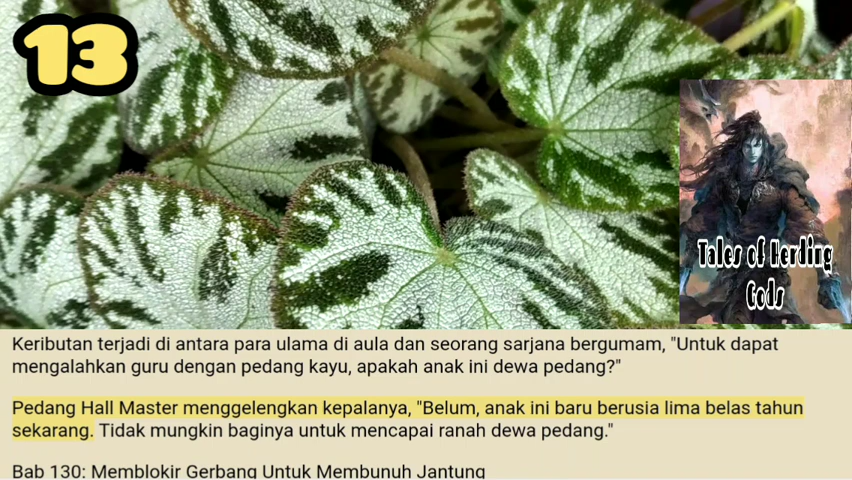 13
Tales of Herding
Gods
Keributan terjadi di antara para ulama di aula dan seorang sarjana bergumam, "Untuk dapat
mengalahkan guru dengan pedang kayu, apakah anak ini dewa pedang?"
Pedang Hall Master menggelengkan kepalanya, "Belum, anak ini baru berusia lima belas tahun
sekarang. Tidak mungkin baginya untuk mencapai ranah dewa pedang."
Bab 130: Memblokir Gerbang Untuk Membunuh Jantung